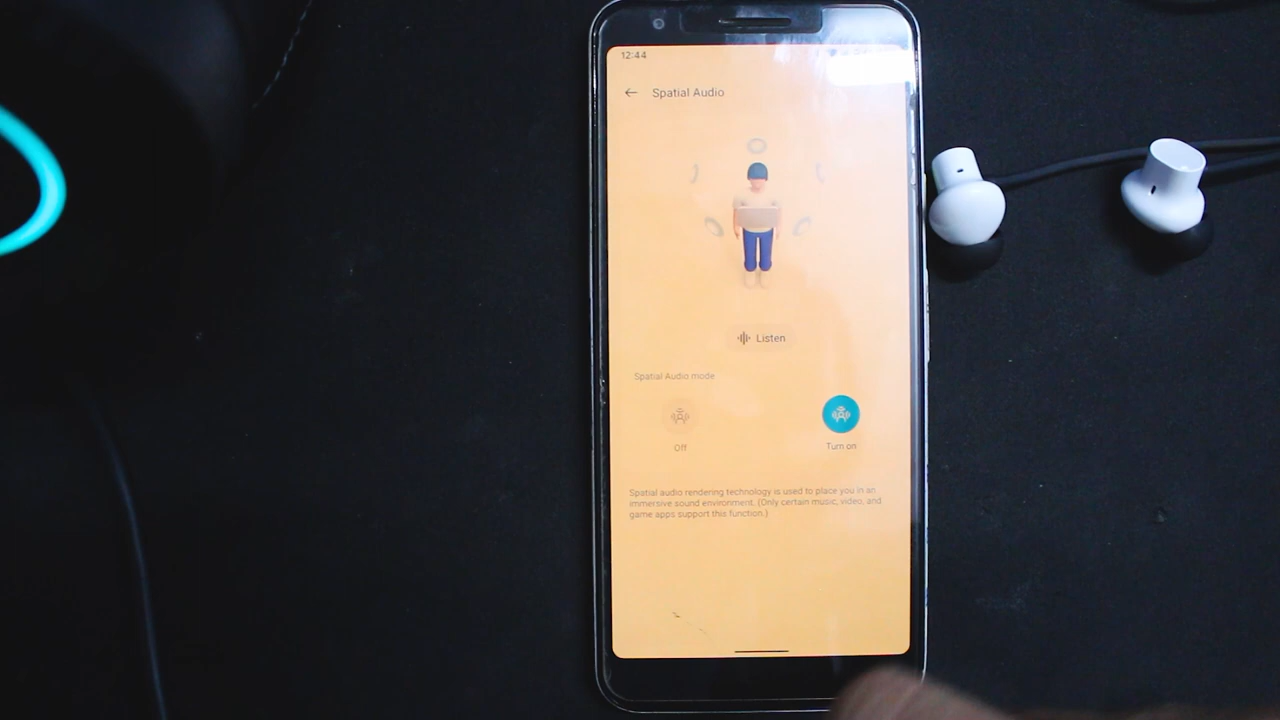 12:44
Spatial Audio
Listen
Spatial Audio mode
Off
Turn on
Spatial audio rendering technology is used to place you in an
immersive sound environment. (Only certain music, video, and
game apps support this function.)